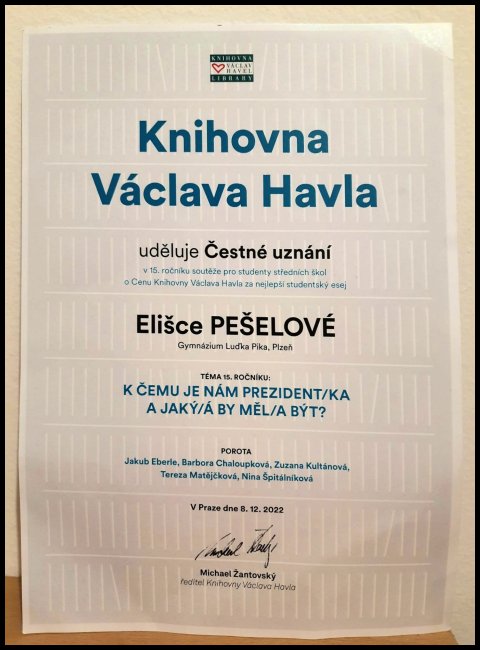 KNIHOVNA
VÁCLAV
HAVEL
LIBRARY
Knihovna
Václava Havla
uděluje Čestné uznání
v 15. ročníku soutěže pro studenty středních škol
o Cenu Knihovny Václava Havla za nejlepší studentský esej
Elišce PEŠELOVÉ
Gymnázium Luďka Pika, Plzeň
TÉMA 15. ROČNÍKU:
K ČEMU JE NÁM PREZIDENT/KA
A JAKÝ/Á BY MĚL/A BÝT?
POROTA
Jakub Eberle, Barbora Chaloupková, Zuzana Kultánová,
Tereza Matějčková, Nina Špitálníková
V Praze dne 8. 12. 2022
Michael Žantovský
ředitel Knihovny Václava Havla